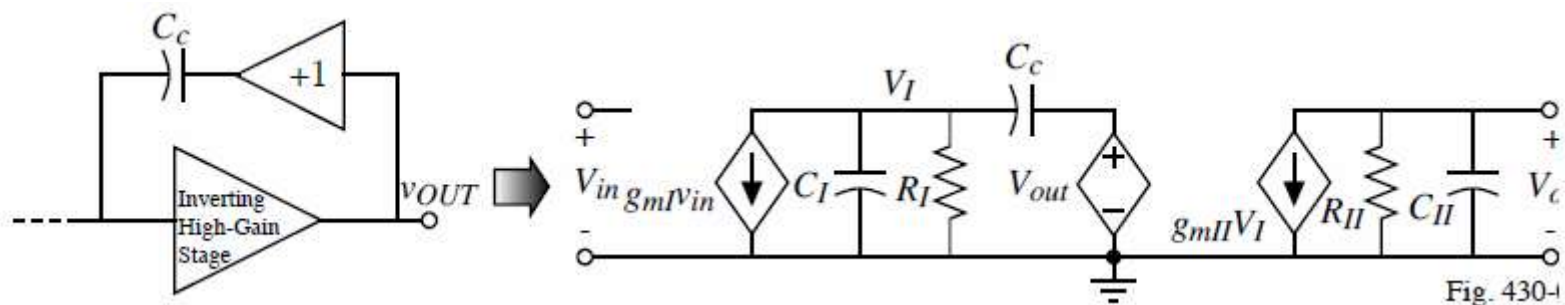 C_c
+1
Inverting
High-Gain
Stage
v_OUT
+
V_in
-
g_mI v_in
C_I
R_I
V_I
C_c
V_out
+
-
g_mII V_I
R_II
C_II
+
-
Fig. 430-